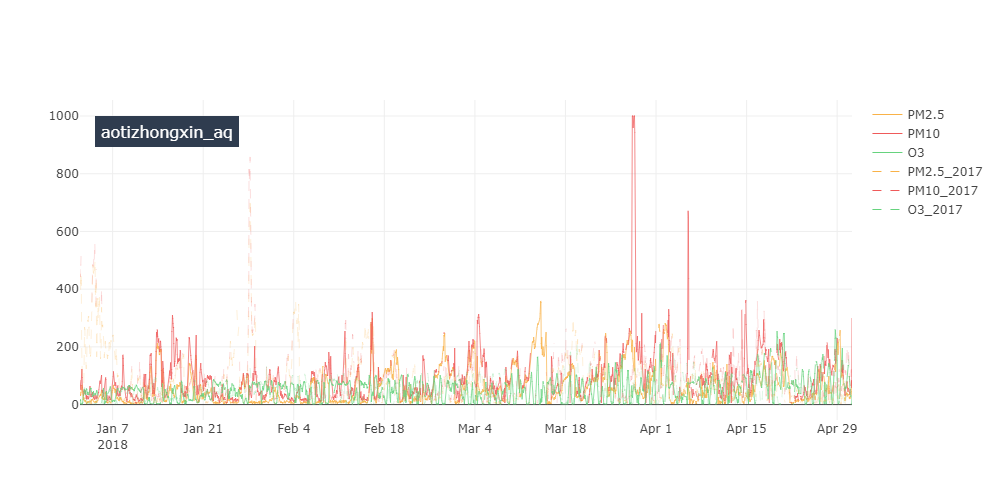 aotizhongxin_aq
1000
800
600
400
200
0
Jan 7
2018
Jan 21
Feb 4
Feb 18
Mar 4
Mar 18
Apr 1
Apr 15
Apr 29
PM2.5
PM10
O3
PM2.5_2017
PM10_2017
O3_2017